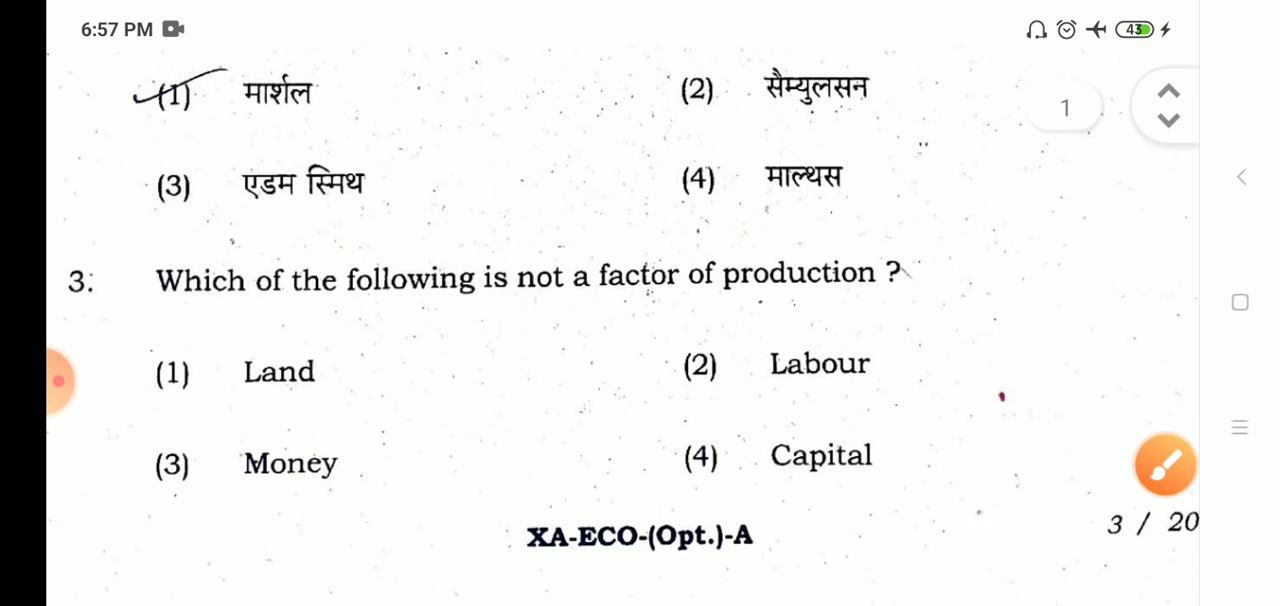 6:57 PM
43
(1) मार्शल (2) सैम्युलसन
1
(3) एडम स्मिथ (4) माल्थस
3. Which of the following is not a factor of production ?
(1) Land (2) Labour
(3) Money (4) Capital
XA-ECO-(Opt.)-A
3 / 20